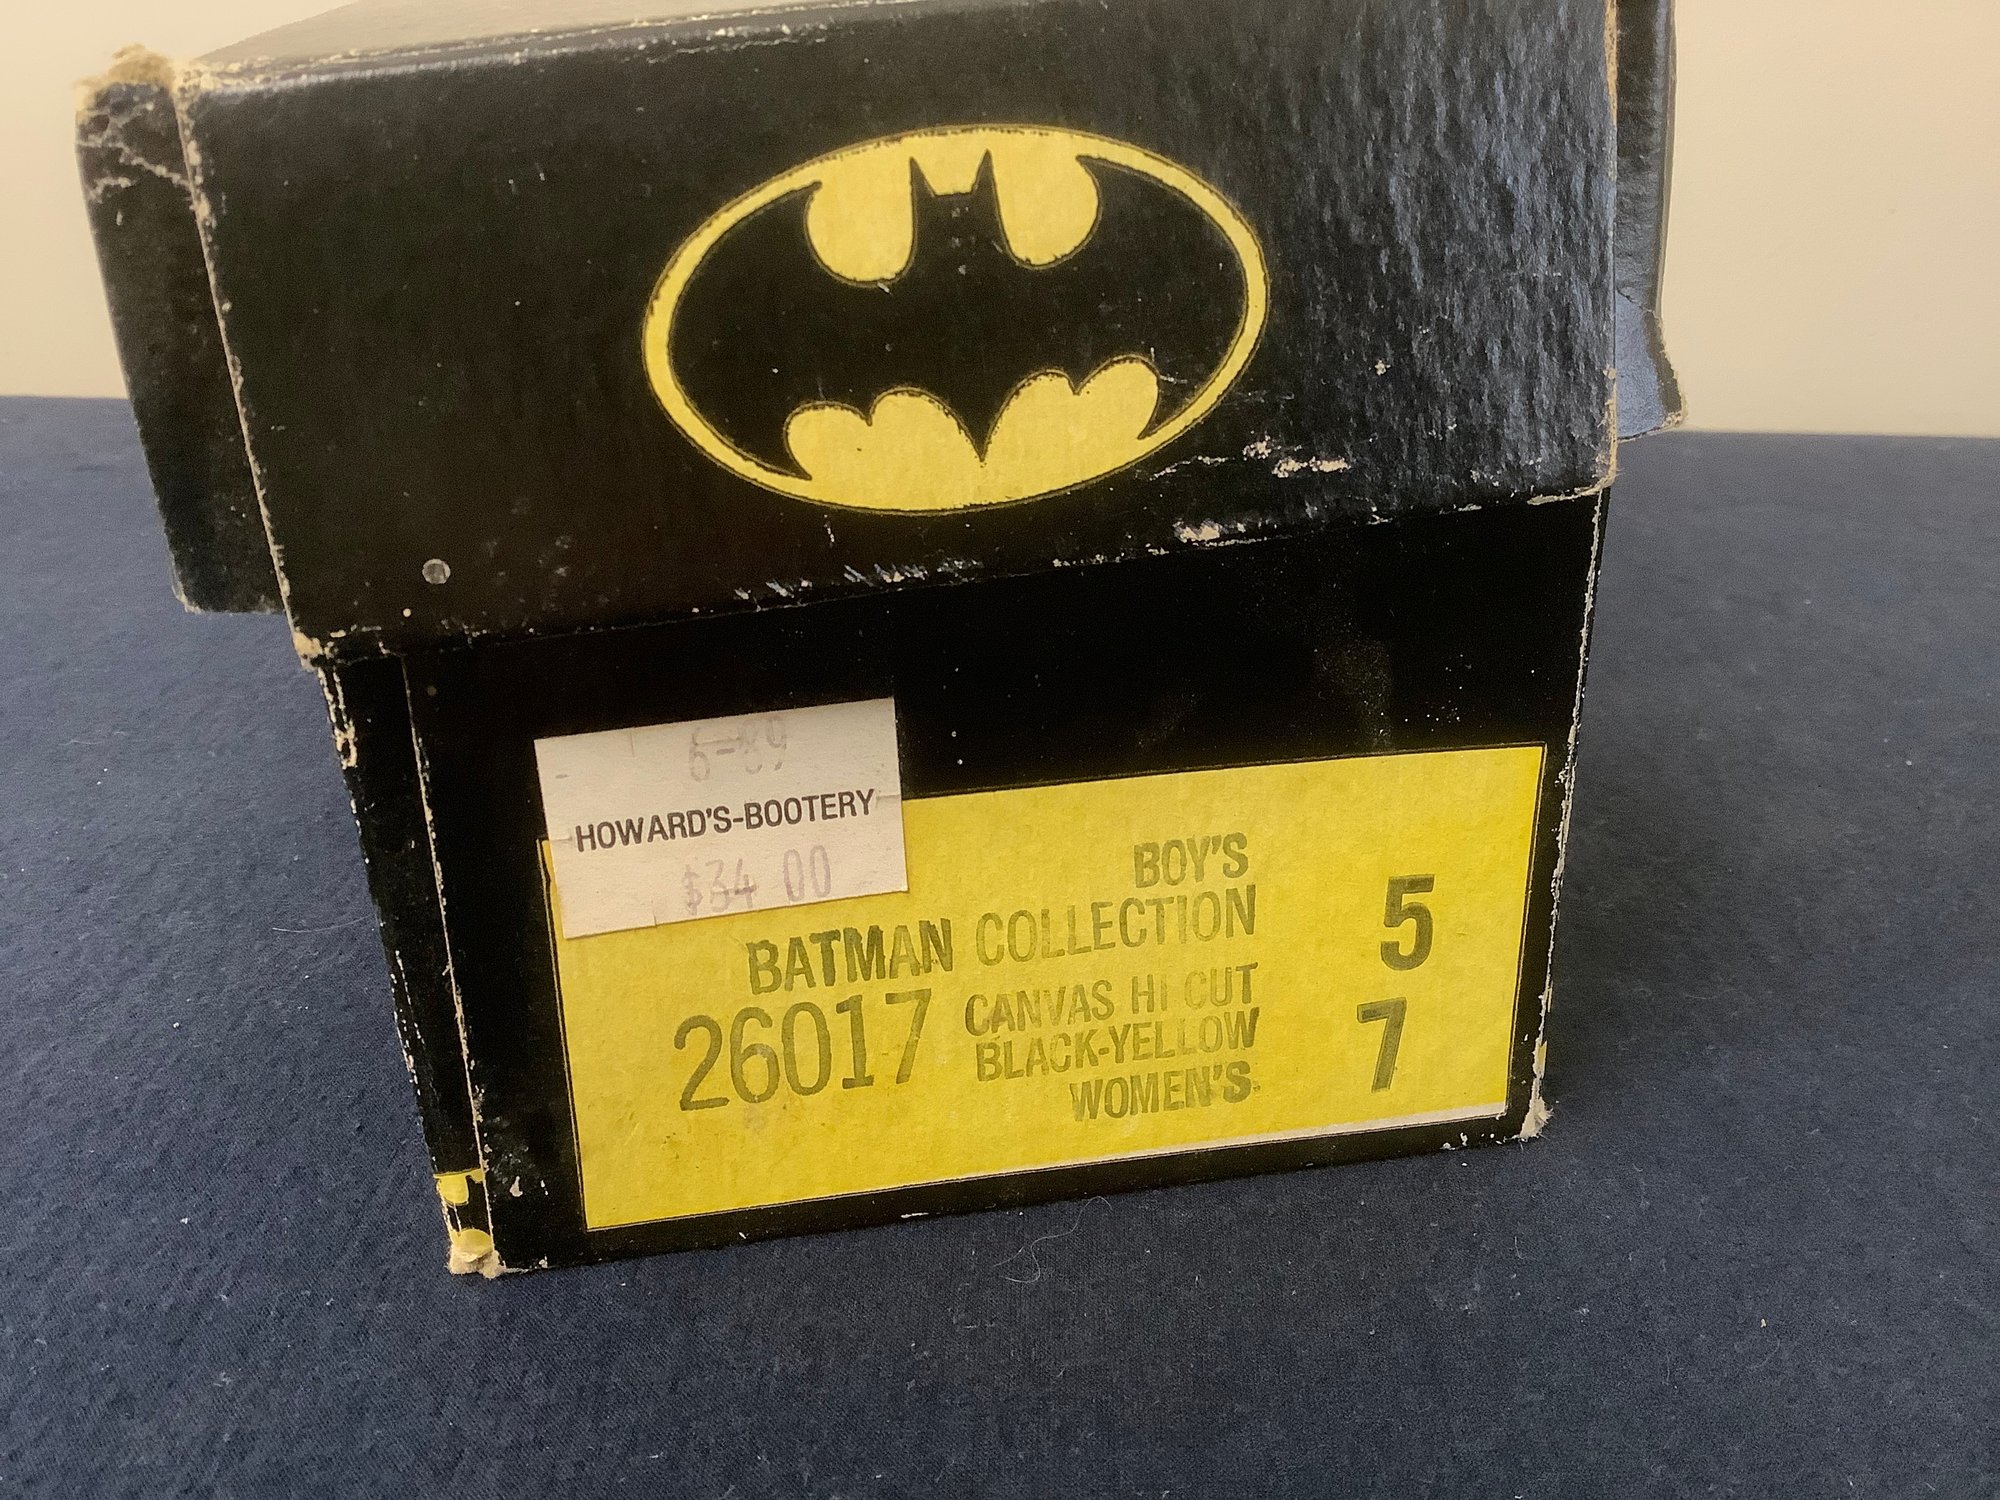 6-89
HOWARD'S-BOOTERY
$34 00
BOY'S 5
BATMAN COLLECTION
26017 CANVAS HI CUT
BLACK-YELLOW
WOMEN'S 7